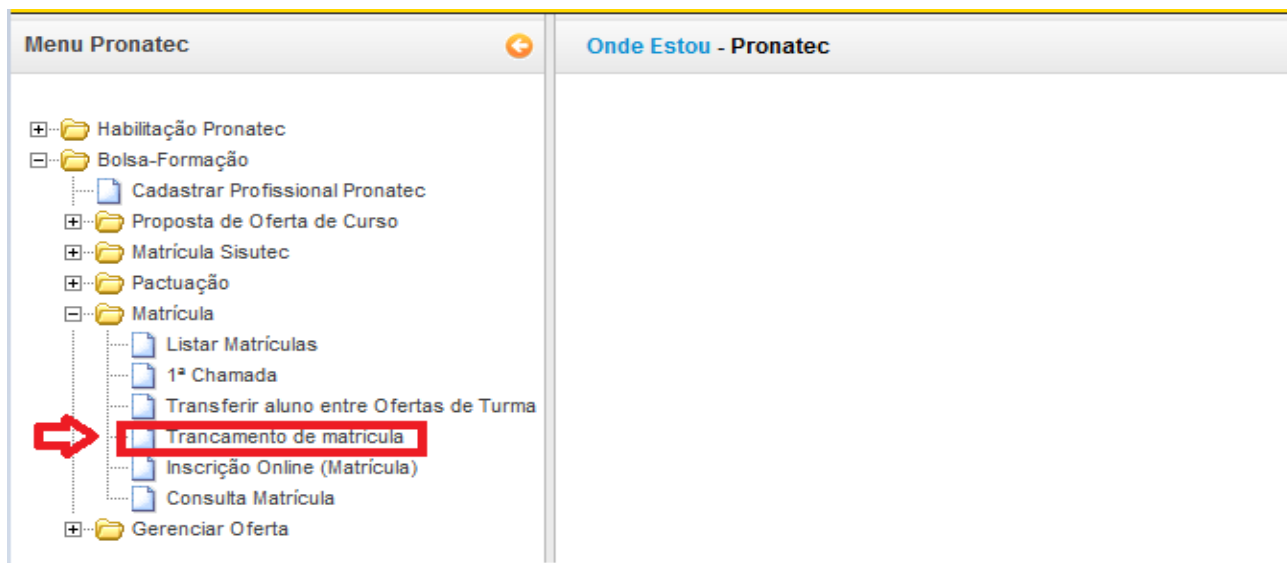 Menu Pronatec
Onde Estou - Pronatec
Habilitação Pronatec
Bolsa-Formação
Cadastrar Profissional Pronatec
Proposta de Oferta de Curso
Matrícula Sisutec
Pactuação
Matrícula
Listar Matrículas
1ª Chamada
Transferir aluno entre Ofertas de Turma
Trancamento de matrícula
Inscrição Online (Matrícula)
Consulta Matrícula
Gerenciar Oferta